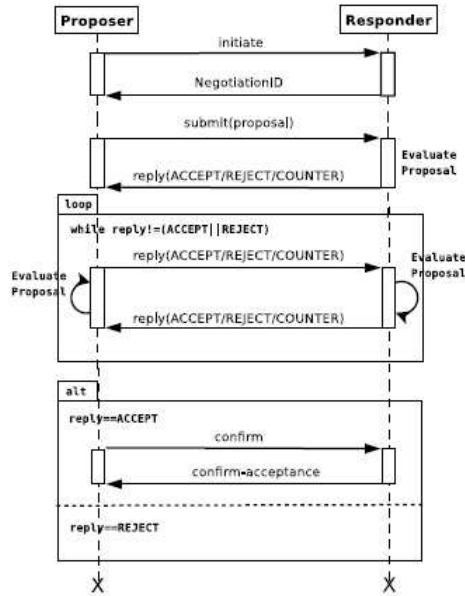 Proposer
Responder
initiate
NegotiationID
submit(proposal)
Evaluate
Proposal
reply(ACCEPT/REJECT/COUNTER)
loop
while reply!=(ACCEPT||REJECT)
reply(ACCEPT/REJECT/COUNTER)
Evaluate
Proposal
Evaluate
Proposal
reply(ACCEPT/REJECT/COUNTER)
alt
reply==ACCEPT
confirm
confirm-acceptance
reply==REJECT
X
X